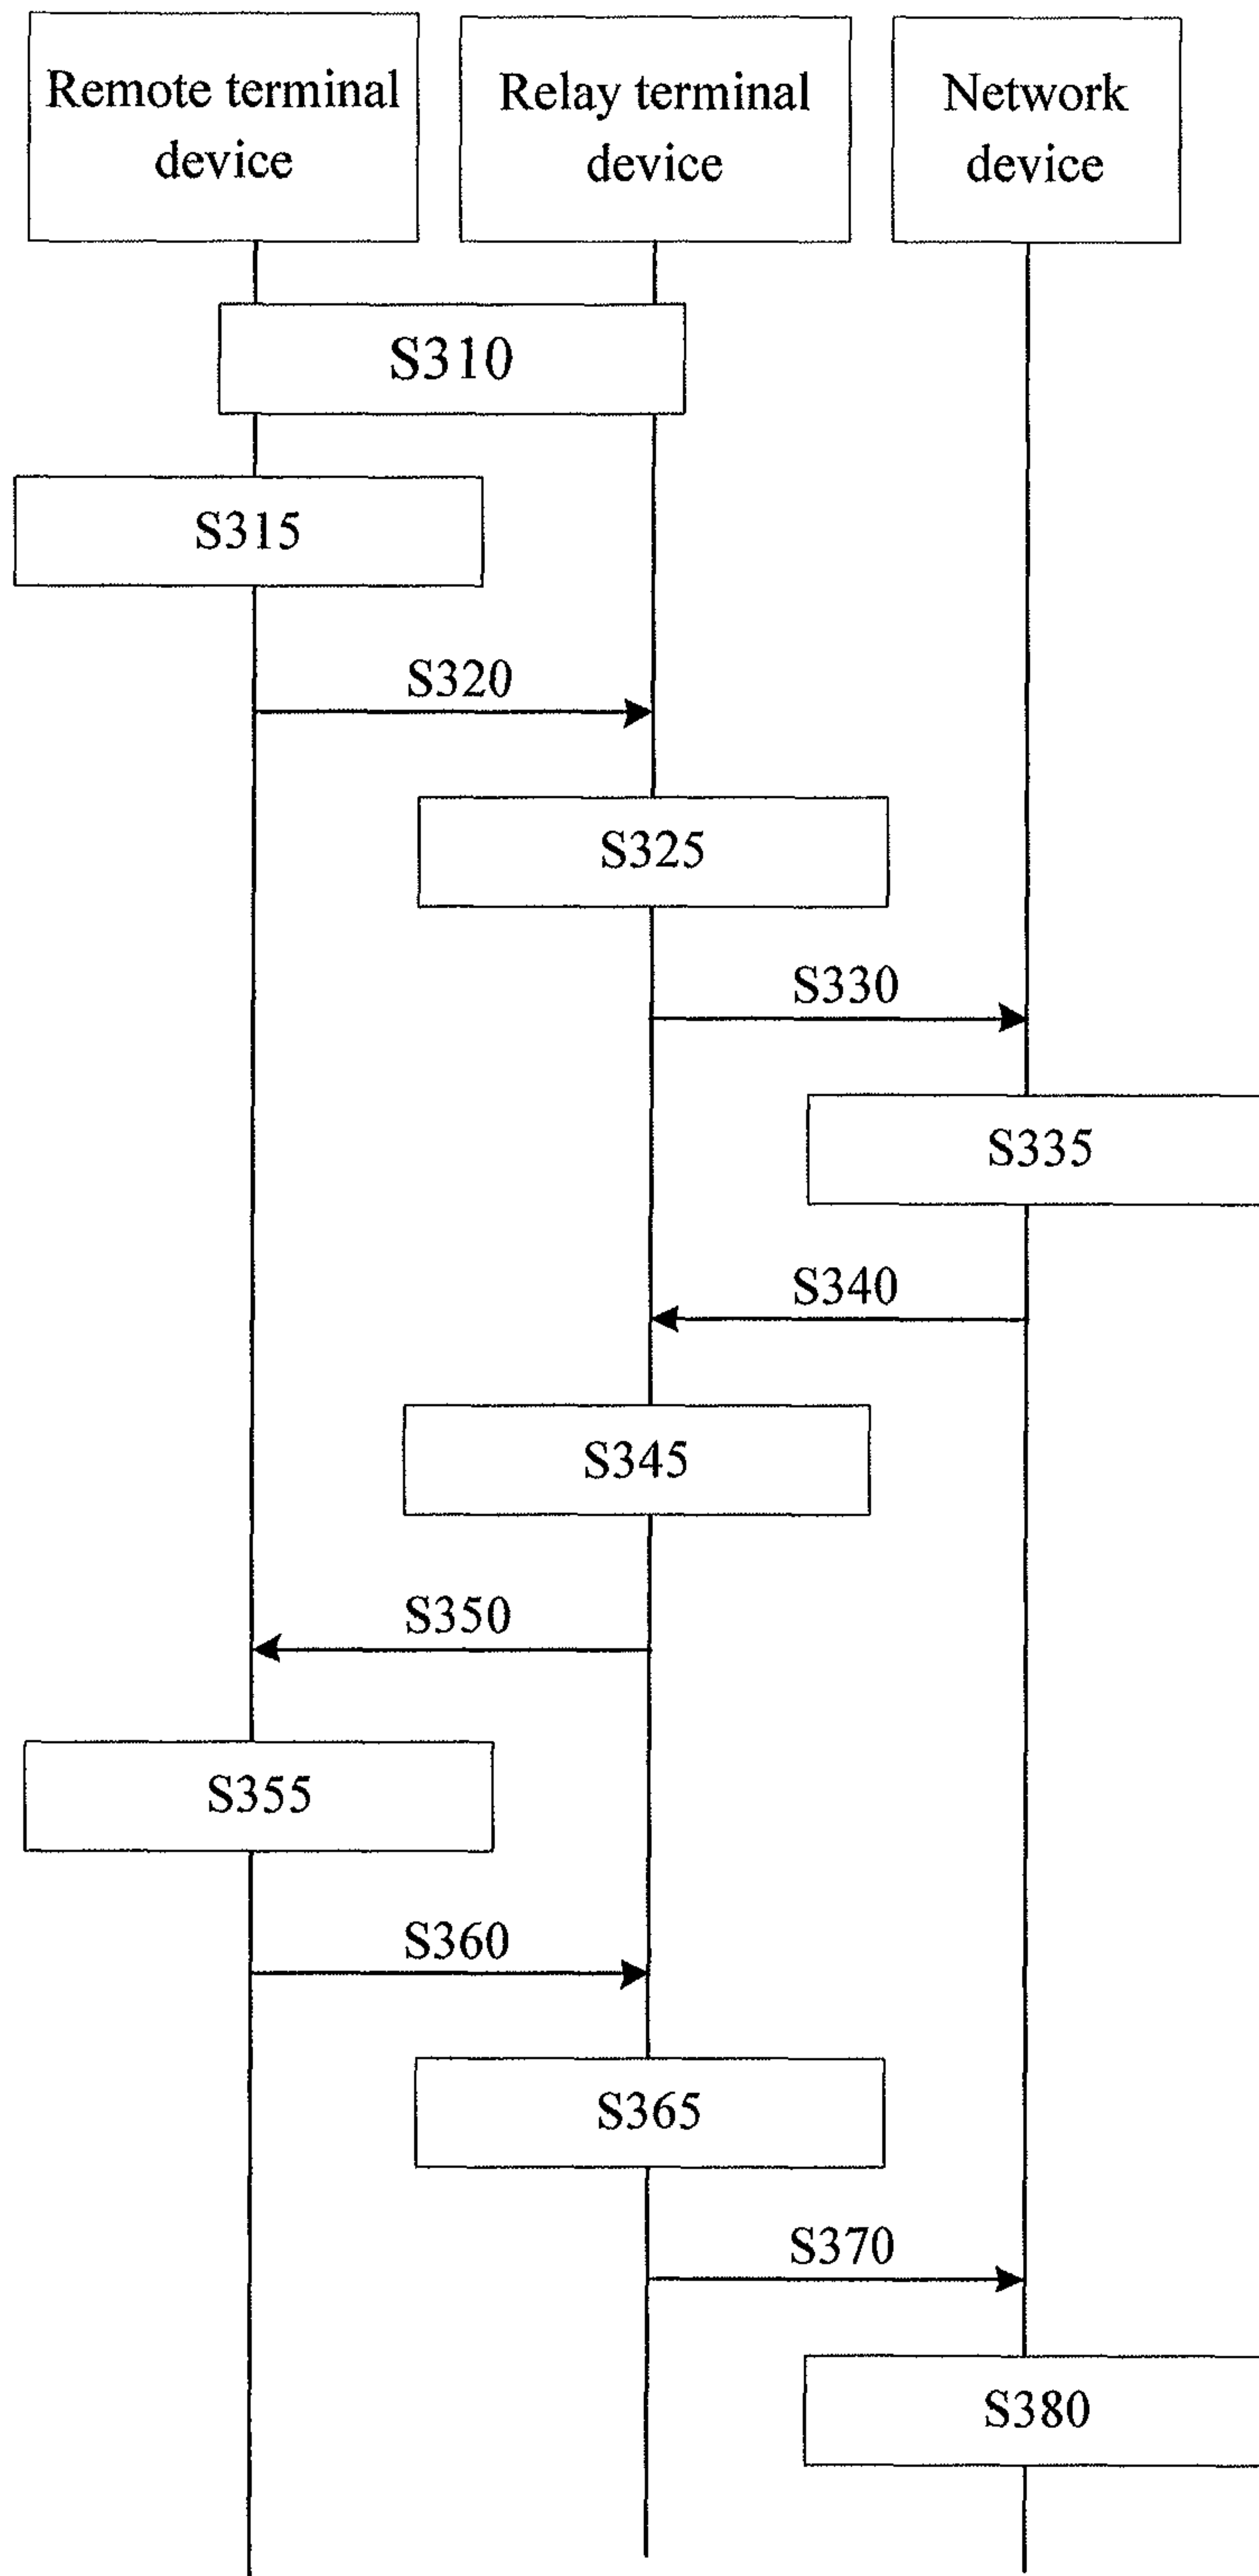 Remote terminal
device
Relay terminal
device
Network
device
S310
S315
S320
S325
S330
S335
S340
S345
S350
S355
S360
S365
S370
S380